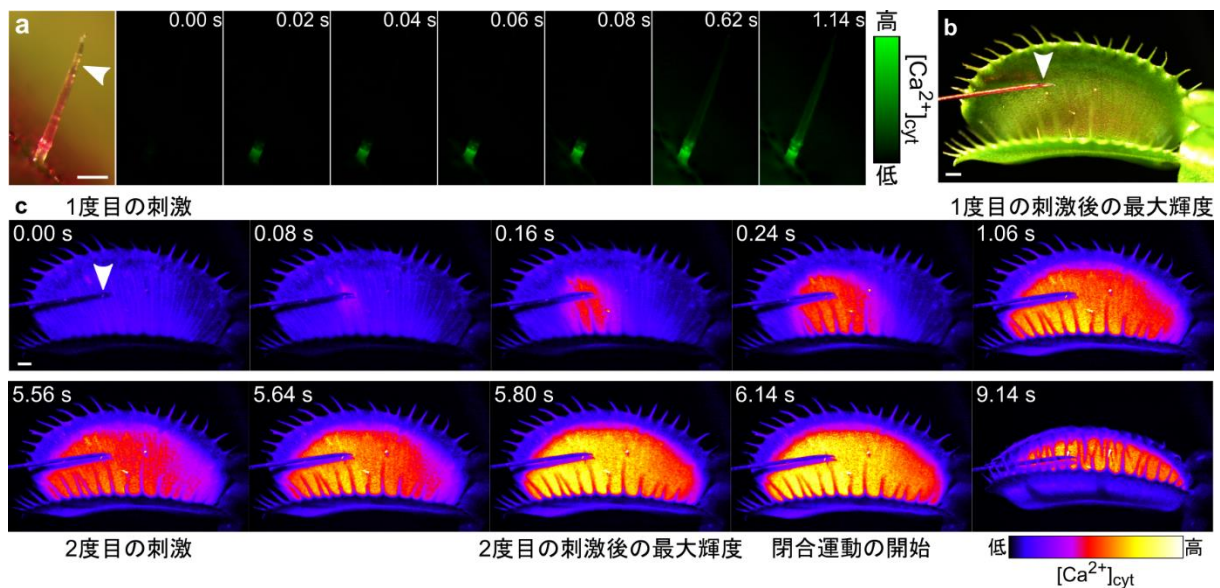 a
0.00 s 0.02 s 0.04 s 0.06 s 0.08 s 0.62 s 1.14 s
高
[Ca2+]cyt
低
b
c
1度目の刺激
1度目の刺激後の最大輝度
0.00 s 0.08 s 0.16 s 0.24 s 1.06 s
5.56 s 5.64 s 5.80 s 6.14 s 9.14 s
2度目の刺激
2度目の刺激後の最大輝度
閉合運動の開始
低 高
[Ca2+]cyt